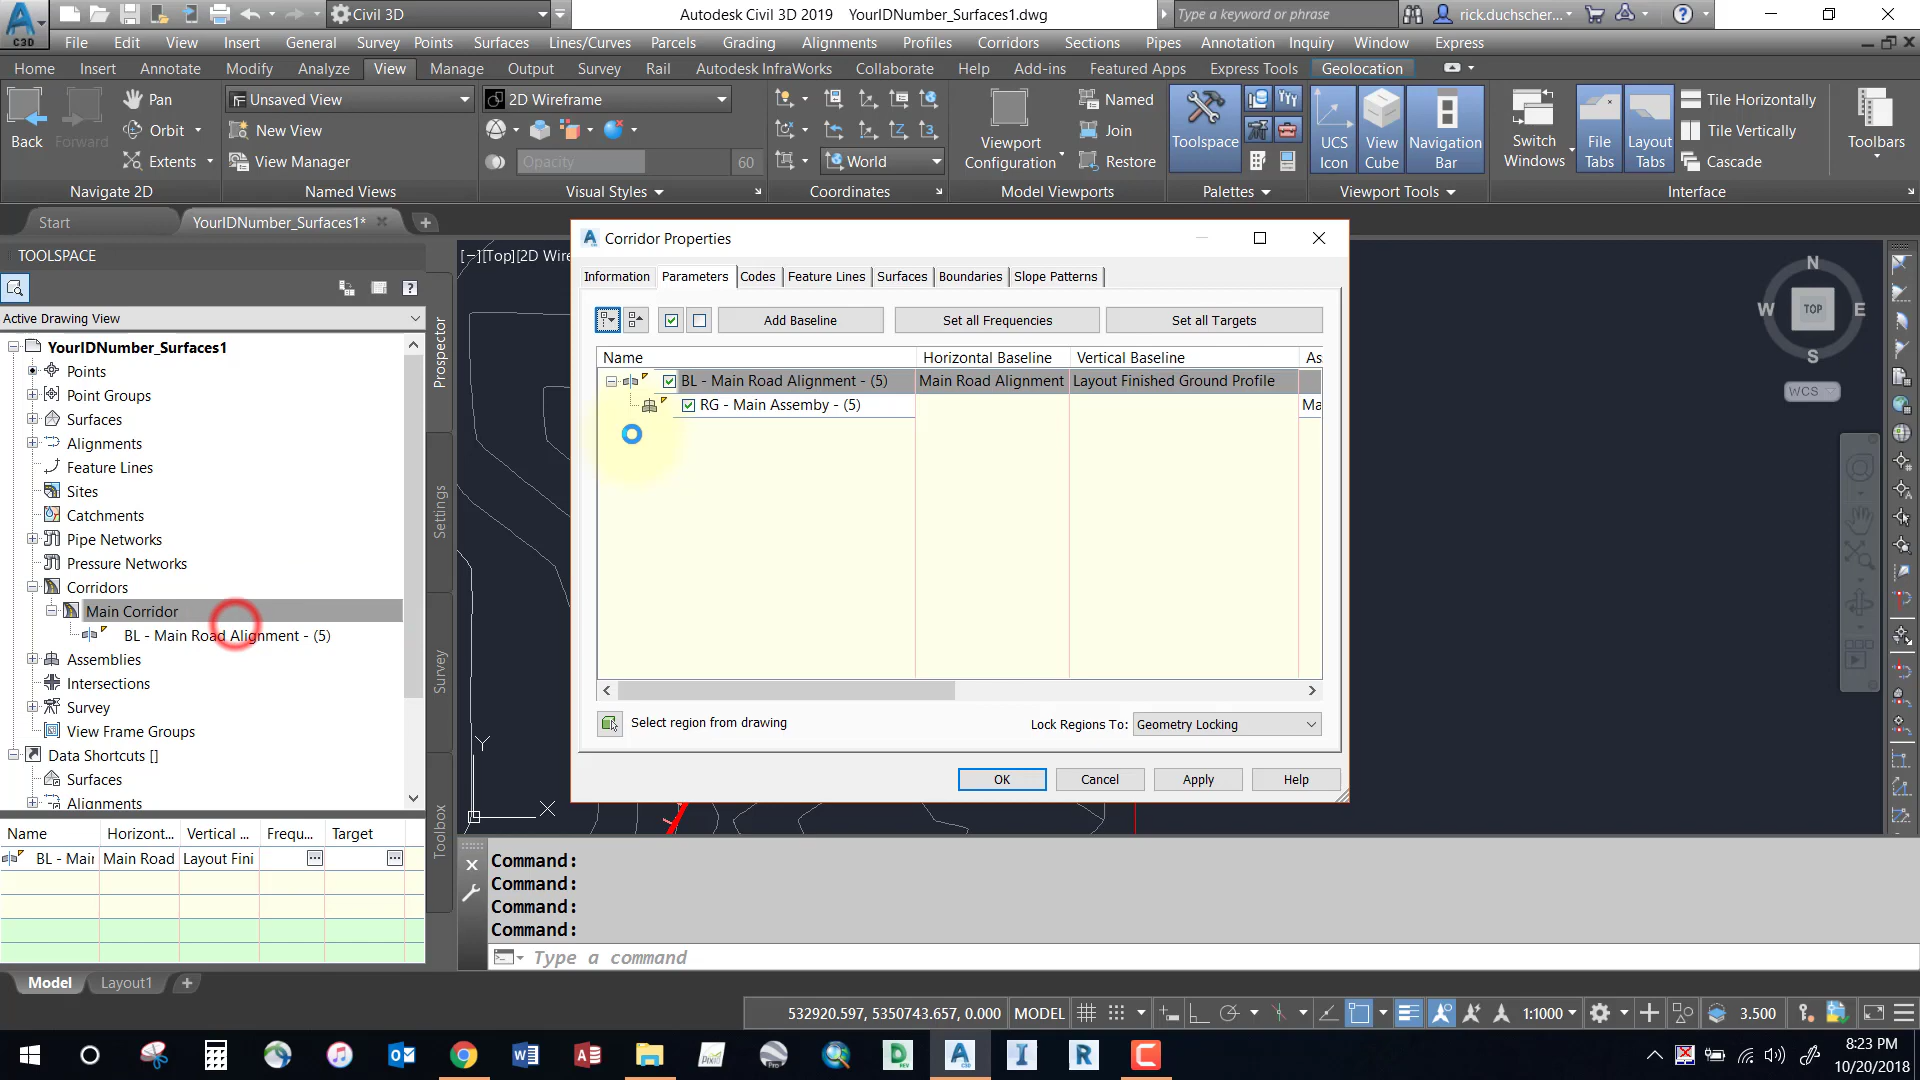 Civil 3D
Autodesk Civil 3D 2019 YourIDNumber_Surfaces1.dwg
Type a keyword or phrase
rick.duchscher...
C3D
File Edit View Insert General Survey Points Surfaces Lines/Curves Parcels Grading Alignments Profiles Corridors Sections Pipes Annotation Inquiry Window Express
Home Insert Annotate Modify Analyze View Manage Output Survey Rail Autodesk InfraWorks Collaborate Help Add-ins Featured Apps Express Tools Geolocation
Back Forward Pan Orbit Extents
Unsaved View
New View
View Manager
2D Wireframe
Opacity 60
World
Viewport Configuration
Named
Join
Restore
Toolspace
UCS Icon
View Cube
Navigation Bar
Switch Windows
File Tabs
Layout Tabs
Tile Horizontally
Tile Vertically
Cascade
Toolbars
Navigate 2D Named Views Visual Styles Coordinates Model Viewports Palettes Viewport Tools Interface
Start YourIDNumber_Surfaces1*
TOOLSPACE
Active Drawing View
YourIDNumber_Surfaces1
Points
Point Groups
Surfaces
Alignments
Feature Lines
Sites
Catchments
Pipe Networks
Pressure Networks
Corridors
Main Corridor
BL - Main Road Alignment - (5)
Assemblies
Intersections
Survey
View Frame Groups
Data Shortcuts []
Surfaces
Alignments
Prospector
Settings
Survey
Toolbox
Name Horizont... Vertical ... Frequ... Target
BL - Mair Main Road Layout Fini
[−][Top][2D Wire
Corridor Properties
Information Parameters Codes Feature Lines Surfaces Boundaries Slope Patterns
Add Baseline Set all Frequencies Set all Targets
Name Horizontal Baseline Vertical Baseline As
BL - Main Road Alignment - (5) Main Road Alignment Layout Finished Ground Profile
RG - Main Assemby - (5) Ma
Select region from drawing Lock Regions To: Geometry Locking
OK Cancel Apply Help
N
W TOP E
S
WCS
Y
X
Command:
Command:
Command:
Command:
Type a command
Model Layout1
532920.597, 5350743.657, 0.000 MODEL 1:1000 3.500
8:23 PM
10/20/2018